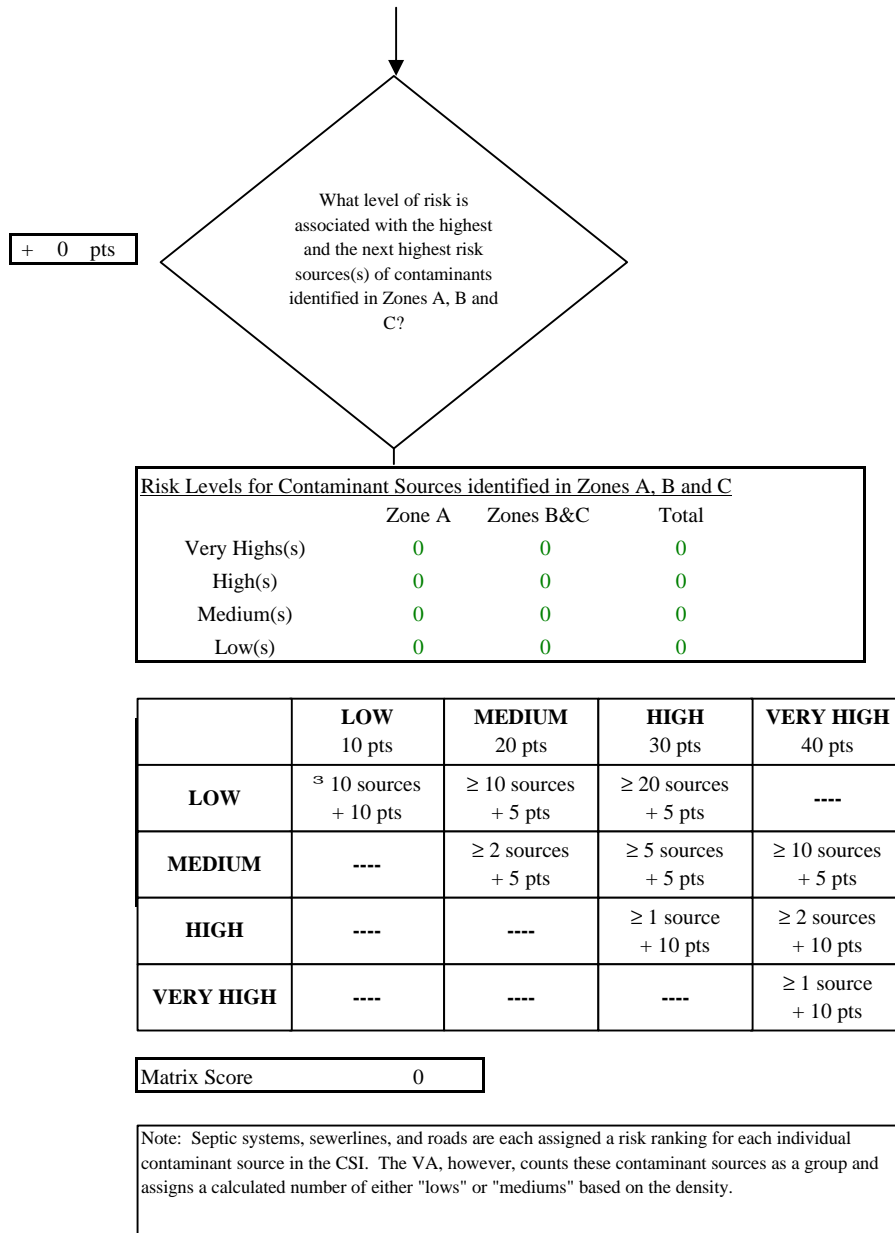 What level of risk is
associated with the highest
and the next highest risk
sources(s) of contaminants
identified in Zones A, B and
C?
+ 0 pts
Risk Levels for Contaminant Sources identified in Zones A, B and C
Zone A Zones B&C Total
Very Highs(s) 0 0 0
High(s) 0 0 0
Medium(s) 0 0 0
Low(s) 0 0 0
LOW MEDIUM HIGH VERY HIGH
10 pts 20 pts 30 pts 40 pts
LOW ³ 10 sources ≥ 10 sources ≥ 20 sources ----
+ 10 pts + 5 pts + 5 pts
MEDIUM ---- ≥ 2 sources ≥ 5 sources ≥ 10 sources
+ 5 pts + 5 pts + 5 pts
HIGH ---- ---- ≥ 1 source ≥ 2 sources
+ 10 pts + 10 pts
VERY HIGH ---- ---- ---- ≥ 1 source
+ 10 pts
Matrix Score 0
Note: Septic systems, sewerlines, and roads are each assigned a risk ranking for each individual
contaminant source in the CSI. The VA, however, counts these contaminant sources as a group and
assigns a calculated number of either "lows" or "mediums" based on the density.